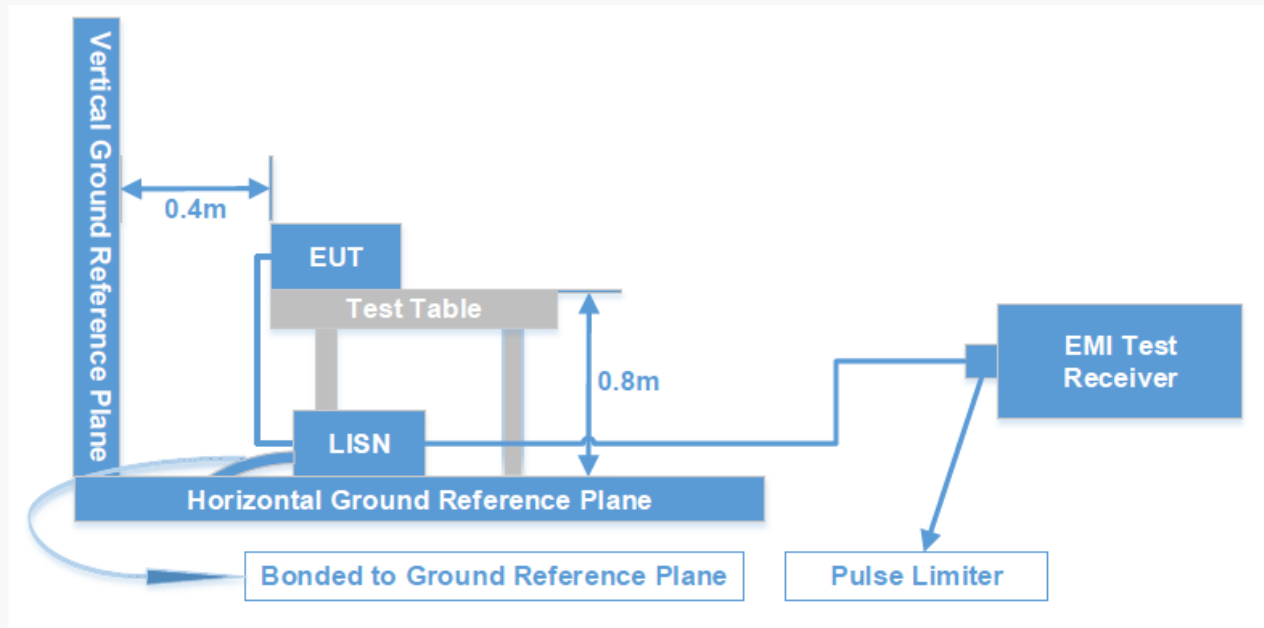 Vertical Ground Reference Plane
0.4m
EUT
Test Table
0.8m
EMI Test
Receiver
LISN
Horizontal Ground Reference Plane
Bonded to Ground Reference Plane
Pulse Limiter